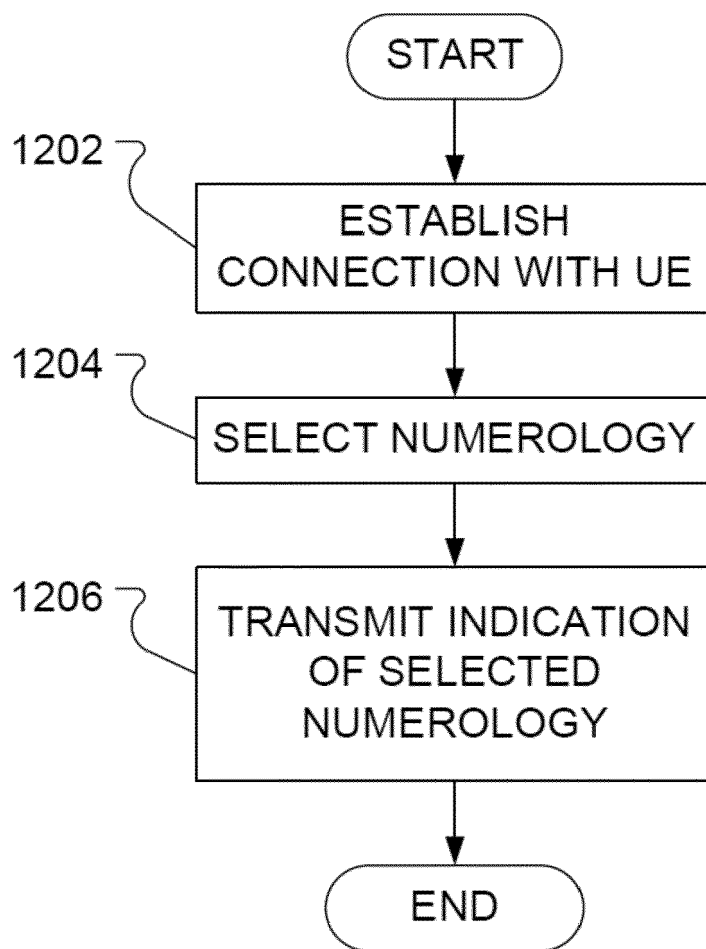 START
1202
ESTABLISH
CONNECTION WITH UE
1204
SELECT NUMEROLOGY
1206
TRANSMIT INDICATION
OF SELECTED
NUMEROLOGY
END